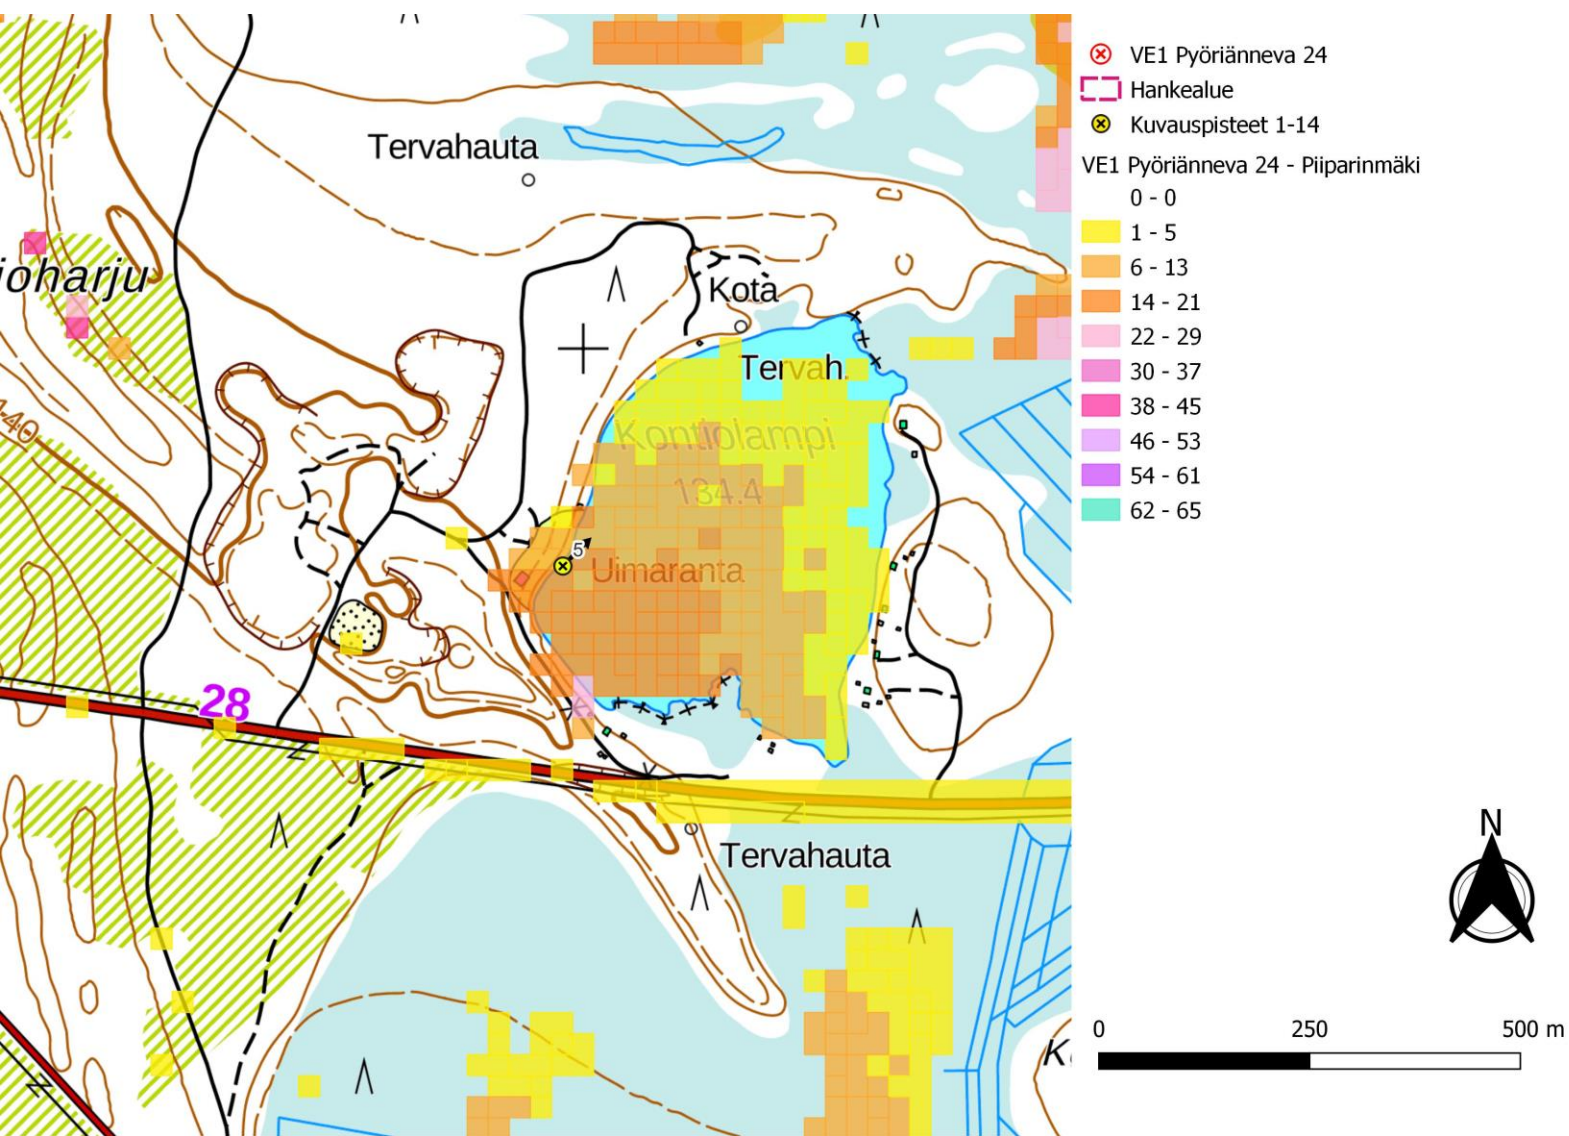 Tervahauta
ioharju
Kota
Tervah.
Kontiolampi
134.4
5
Uimaranta
28
Tervahauta
VE1 Pyöriänneva 24
Hankealue
Kuvauspisteet 1-14
VE1 Pyöriänneva 24 - Piiparinmäki
0 - 0
1 - 5
6 - 13
14 - 21
22 - 29
30 - 37
38 - 45
46 - 53
54 - 61
62 - 65
N
0 250 500 m